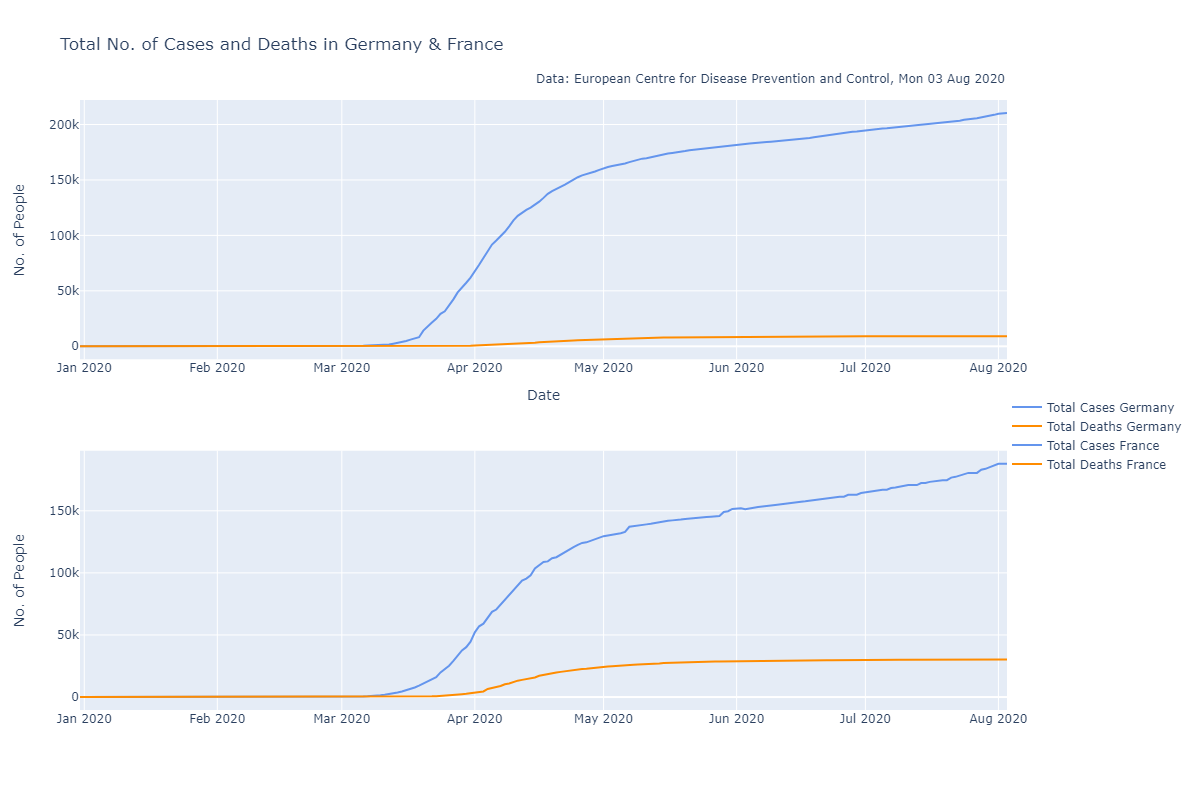 Total No. of Cases and Deaths in Germany & France
Data: European Centre for Disease Prevention and Control, Mon 03 Aug 2020
No. of People
200k
150k
100k
50k
0
Jan 2020 Feb 2020 Mar 2020 Apr 2020 May 2020 Jun 2020 Jul 2020 Aug 2020
Date
Total Cases Germany
Total Deaths Germany
Total Cases France
Total Deaths France
No. of People
150k
100k
50k
0
Jan 2020 Feb 2020 Mar 2020 Apr 2020 May 2020 Jun 2020 Jul 2020 Aug 2020